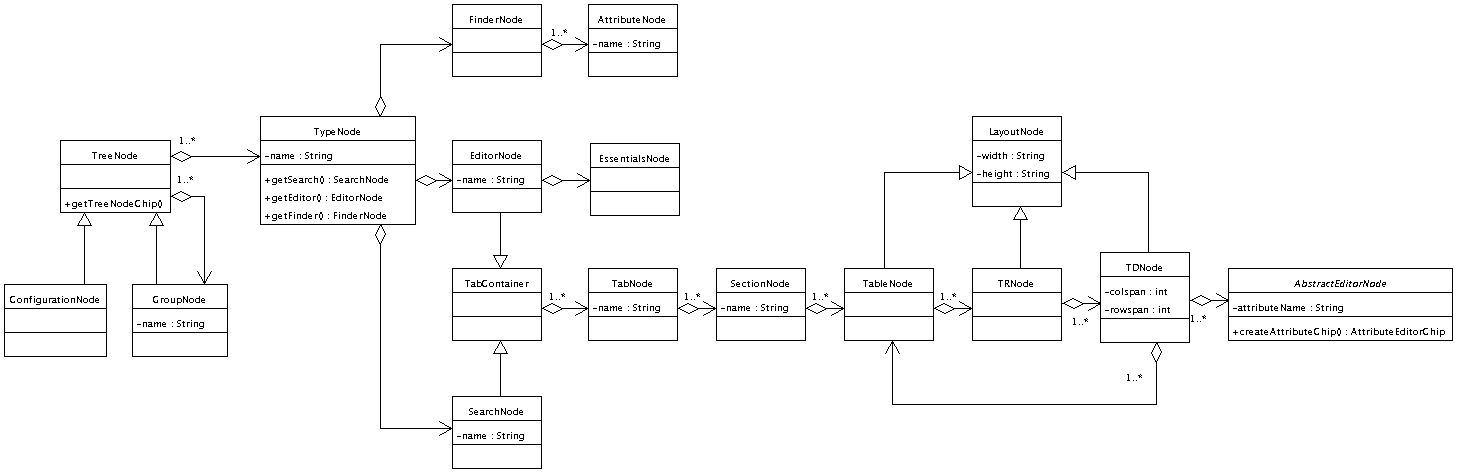 FinderNode
AttributeNode
-name : String
1..*
TreeNode
+getTreeNodeChip()
1..*
1..*
TypeNode
-name : String
+getSearch() : SearchNode
+getEditor() : EditorNode
+getFinder() : FinderNode
EditorNode
-name : String
EssentialsNode
LayoutNode
-width : String
-height : String
ConfigurationNode
GroupNode
-name : String
TabContainer
1..*
TabNode
-name : String
1..*
SectionNode
-name : String
1..*
TableNode
1..*
TRNode
1..*
TDNode
-colspan : int
-rowspan : int
1..*
AbstractEditorNode
-attributeName : String
+createAttributeChip() : AttributeEditorChip
1..*
SearchNode
-name : String